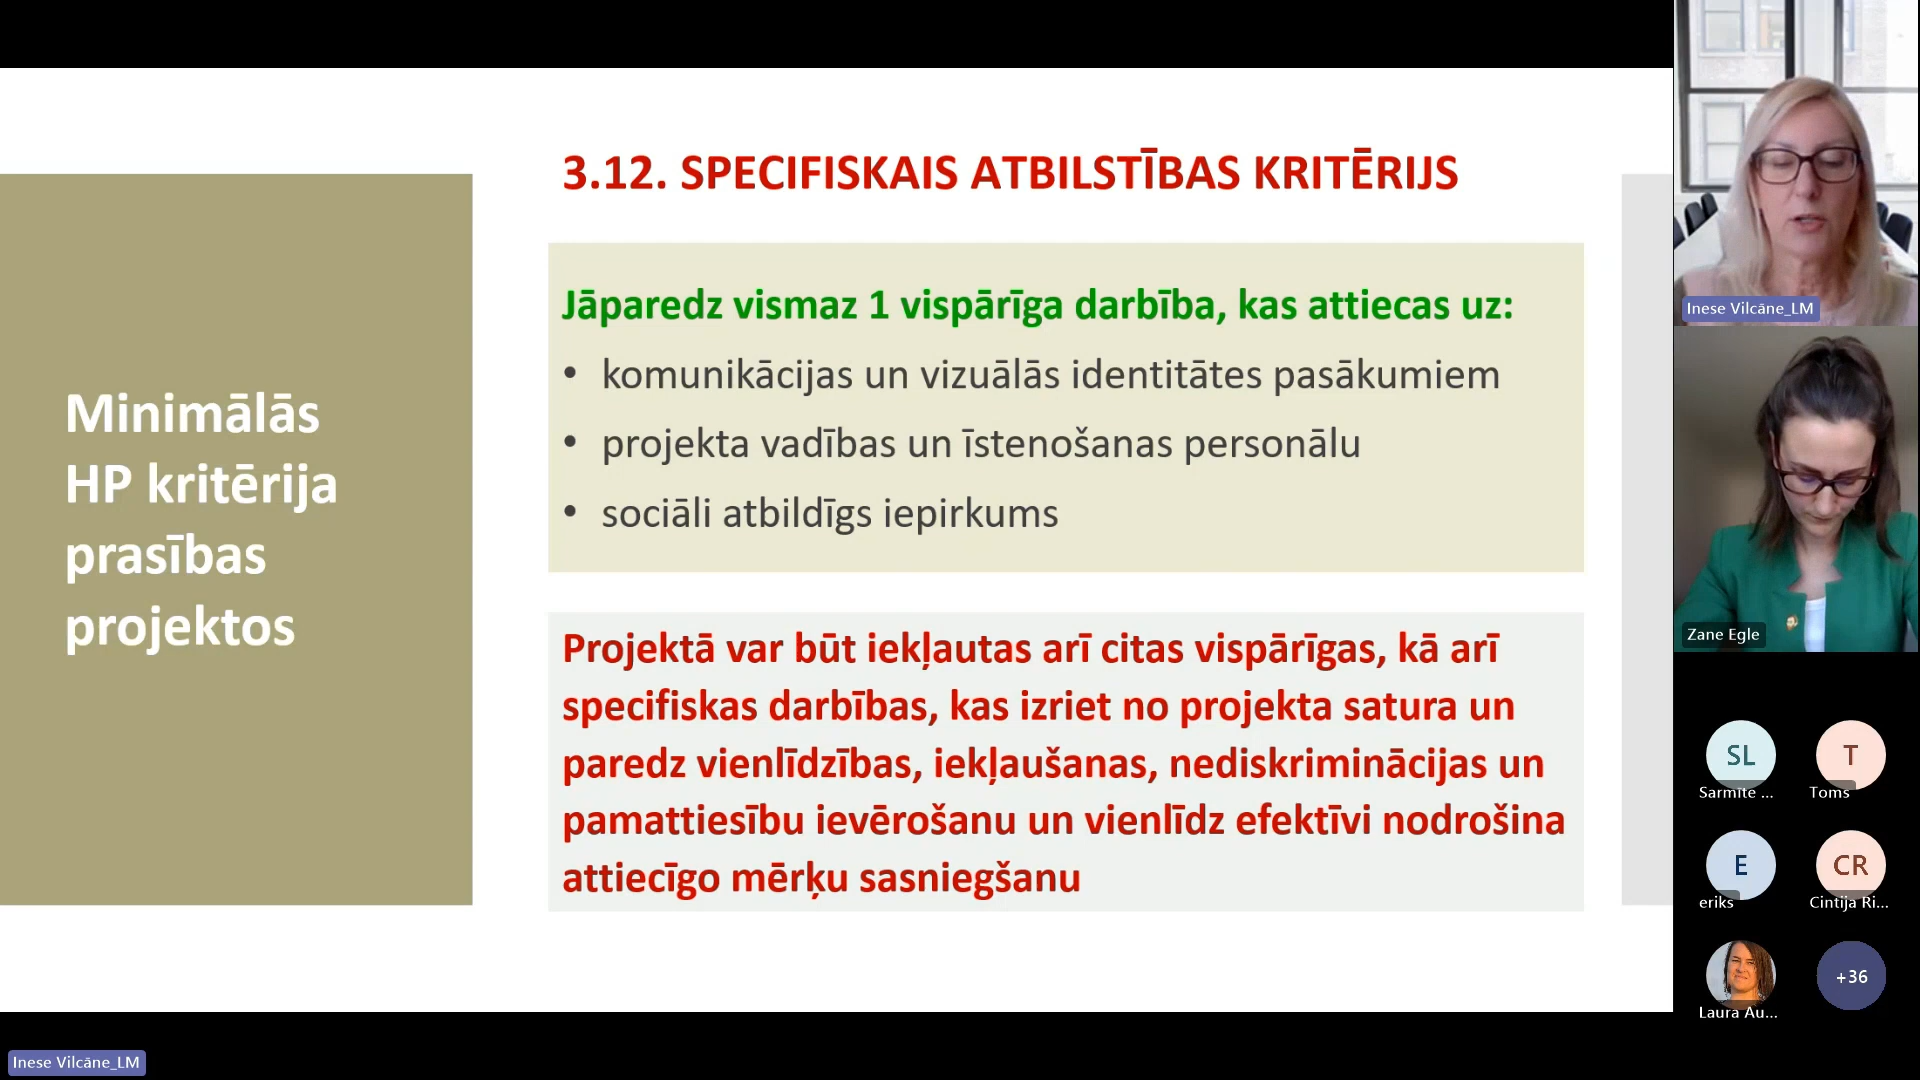 3.12. SPECIFISKAIS ATBILSTĪBAS KRITĒRIJS
Minimālās
HP kritērija
prasības
projektos
Jāparedz vismaz 1 vispārīga darbība, kas attiecas uz:
• komunikācijas un vizuālās identitātes pasākumiem
• projekta vadības un īstenošanas personālu
• sociāli atbildīgs iepirkums
Projektā var būt iekļautas arī citas vispārīgas, kā arī
specifiskas darbības, kas izriet no projekta satura un
paredz vienlīdzības, iekļaušanas, nediskriminācijas un
pamattiesību ievērošanu un vienlīdz efektīvi nodrošina
attiecīgo mērķu sasniegšanu
Inese Vilcāne_LM
Zane Egle
SL
Sarmīte ...
T
Toms
E
eriks
CR
Cintija Ri...
Laura Au...
+36
Inese Vilcāne_LM